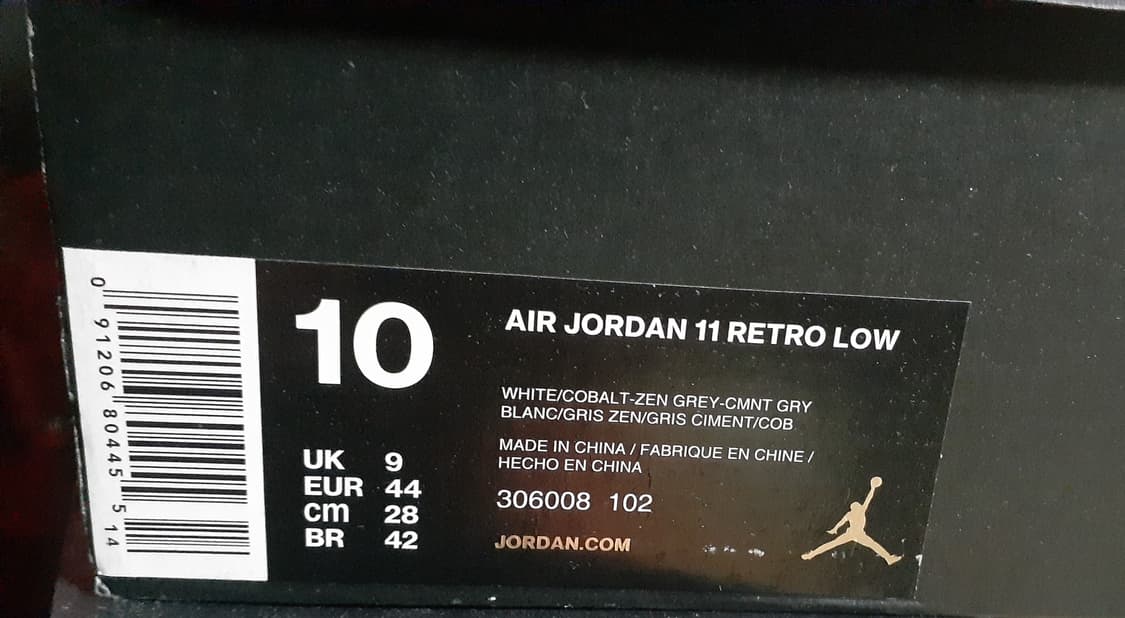 0 91206 80445 5 14
10
UK 9
EUR 44
cm 28
BR 42
AIR JORDAN 11 RETRO LOW
WHITE/COBALT-ZEN GREY-CMNT GRY
BLANC/GRIS ZEN/GRIS CIMENT/COB
MADE IN CHINA / FABRIQUE EN CHINE /
HECHO EN CHINA
306008 102
JORDAN.COM